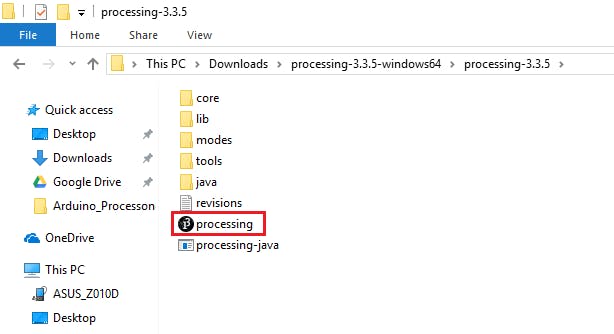 processing-3.3.5
File Home Share View
This PC Downloads processing-3.3.5-windows64 processing-3.3.5
Quick access
Desktop
Downloads
Google Drive
Arduino_Processon
OneDrive
This PC
ASUS_Z010D
Desktop
core
lib
modes
tools
java
revisions
processing
processing-java